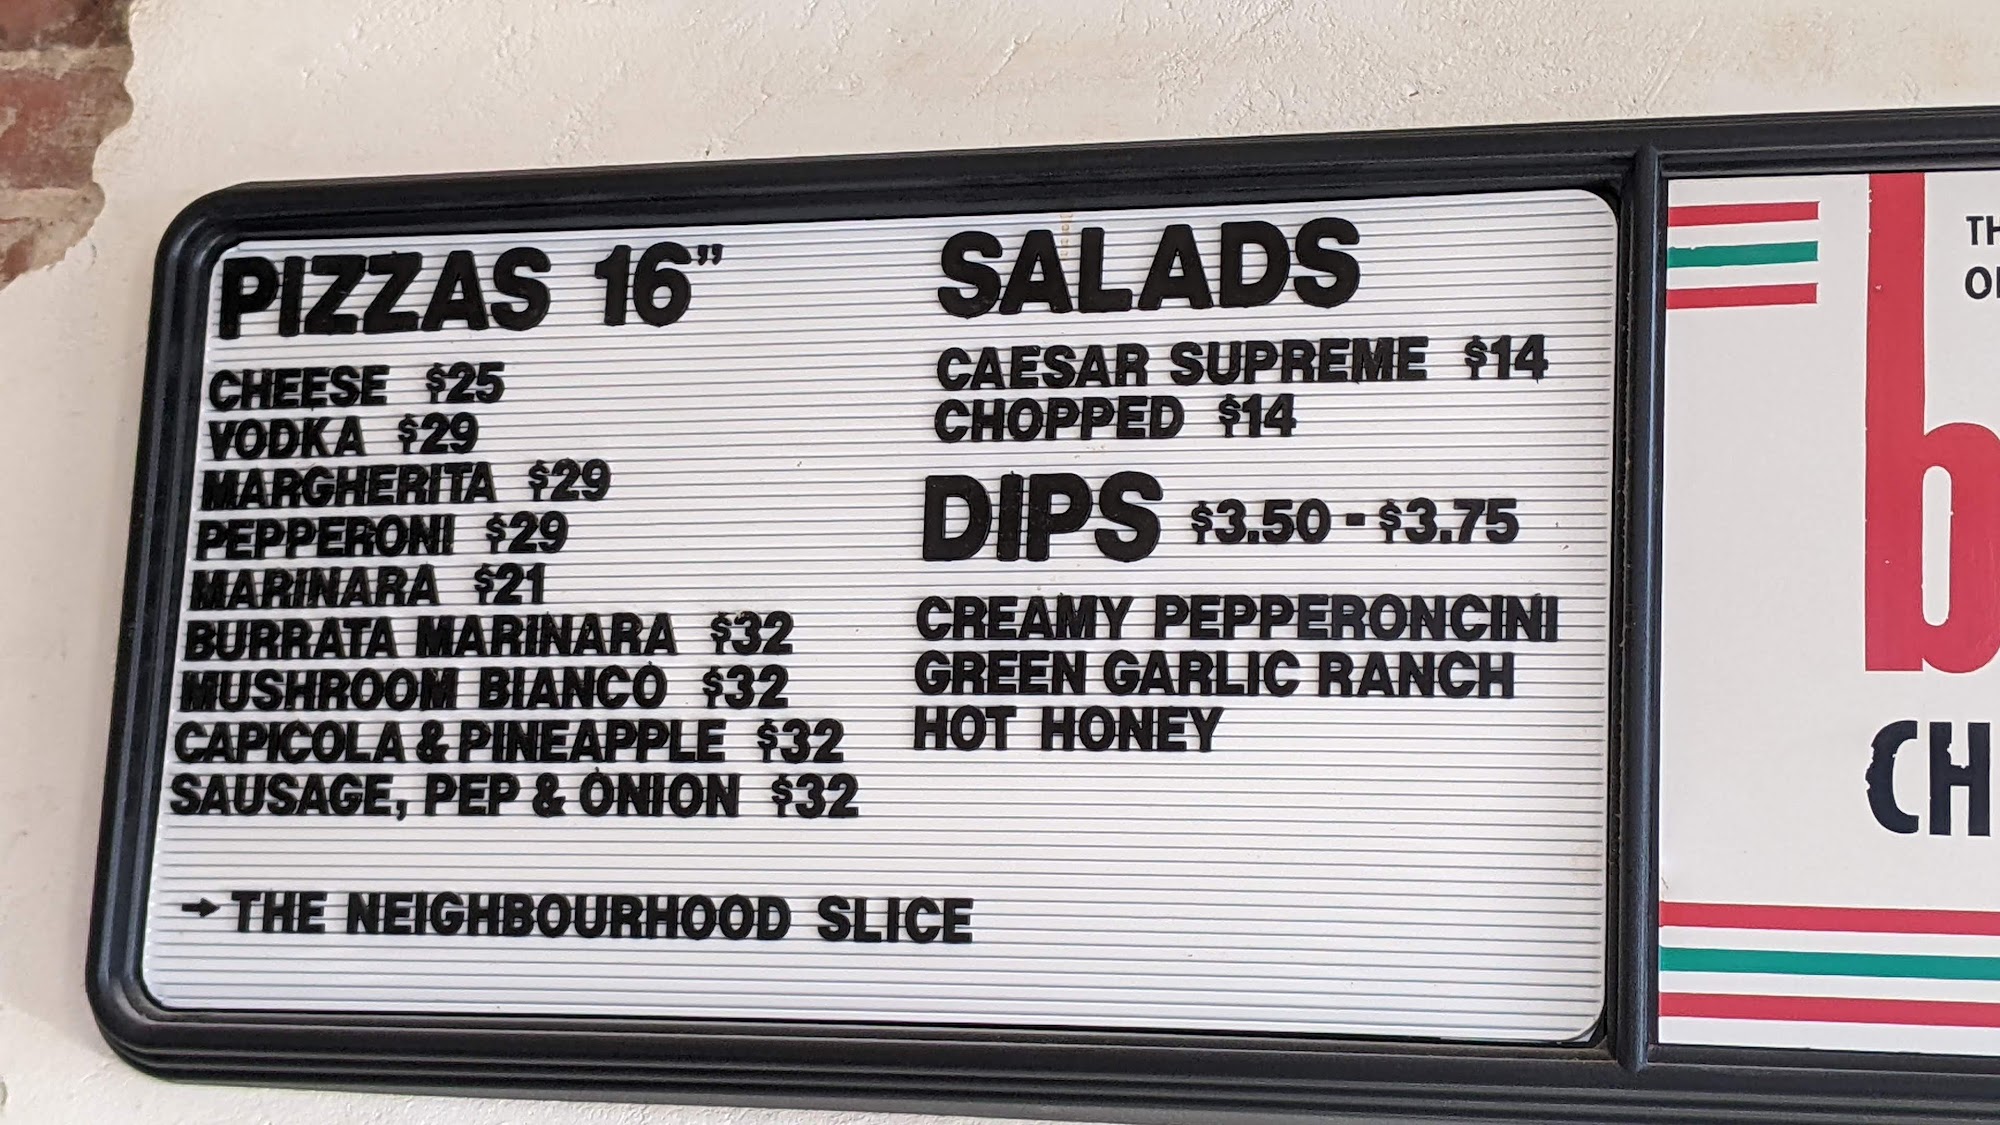 PIZZAS 16"
CHEESE $25
VODKA $29
MARGHERITA $29
PEPPERONI $29
MARINARA $21
BURRATA MARINARA $32
MUSHROOM BIANCO $32
CAPICOLA & PINEAPPLE $32
SAUSAGE, PEP & ONION $32
→ THE NEIGHBOURHOOD SLICE
SALADS
CAESAR SUPREME $14
CHOPPED $14
DIPS $3.50 - $3.75
CREAMY PEPPERONCINI
GREEN GARLIC RANCH
HOT HONEY